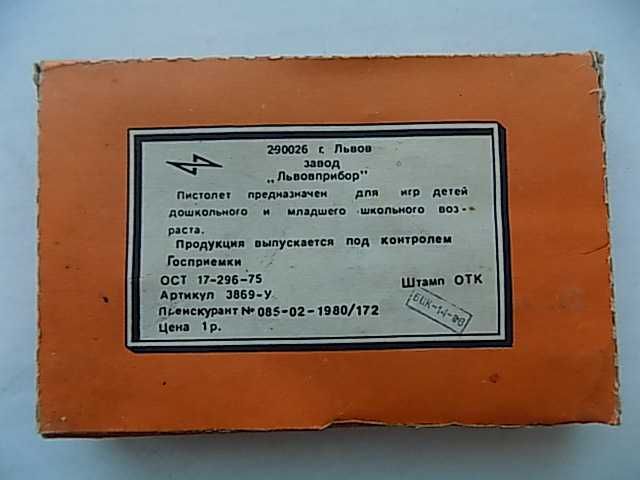 290026 г. Львов
завод
„Львовприбор"
Пистолет предназначен для игр детей
дошкольного и младшего школьного воз-
раста.
Продукция выпускается под контролем
Госприемки
ОСТ 17-296-75
Артикул 3869-У
Штамп ОТК
Прейскурант № 085-02-1980/172
Цена 1 р.